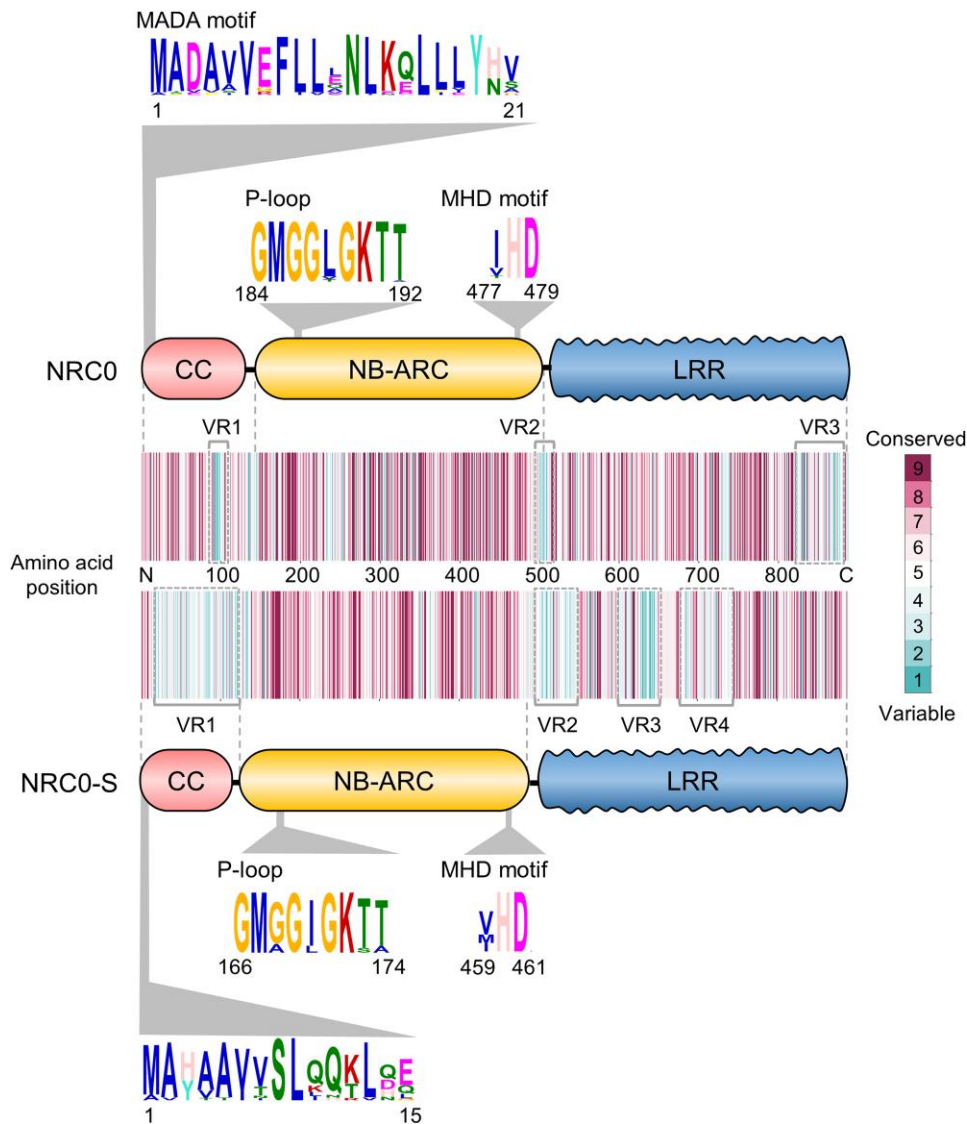 MADA motif
MADAVVEFLLLNLKQLLLYHV
1 21
P-loop MHD motif
GMGGLGKTT IHD
184 192 477 479
NRC0 CC NB-ARC LRR
VR1 VR2 VR3 Conserved
9
8
7
6
5
4
3
2
1
Variable
Amino acid
position
N 100 200 300 400 500 600 700 800 C
VR1 VR2 VR3 VR4
NRC0-S CC NB-ARC LRR
P-loop MHD motif
GMGGIGKTT VHD
166 174 459 461
MAHAAVVSLQQKLQE
1 15